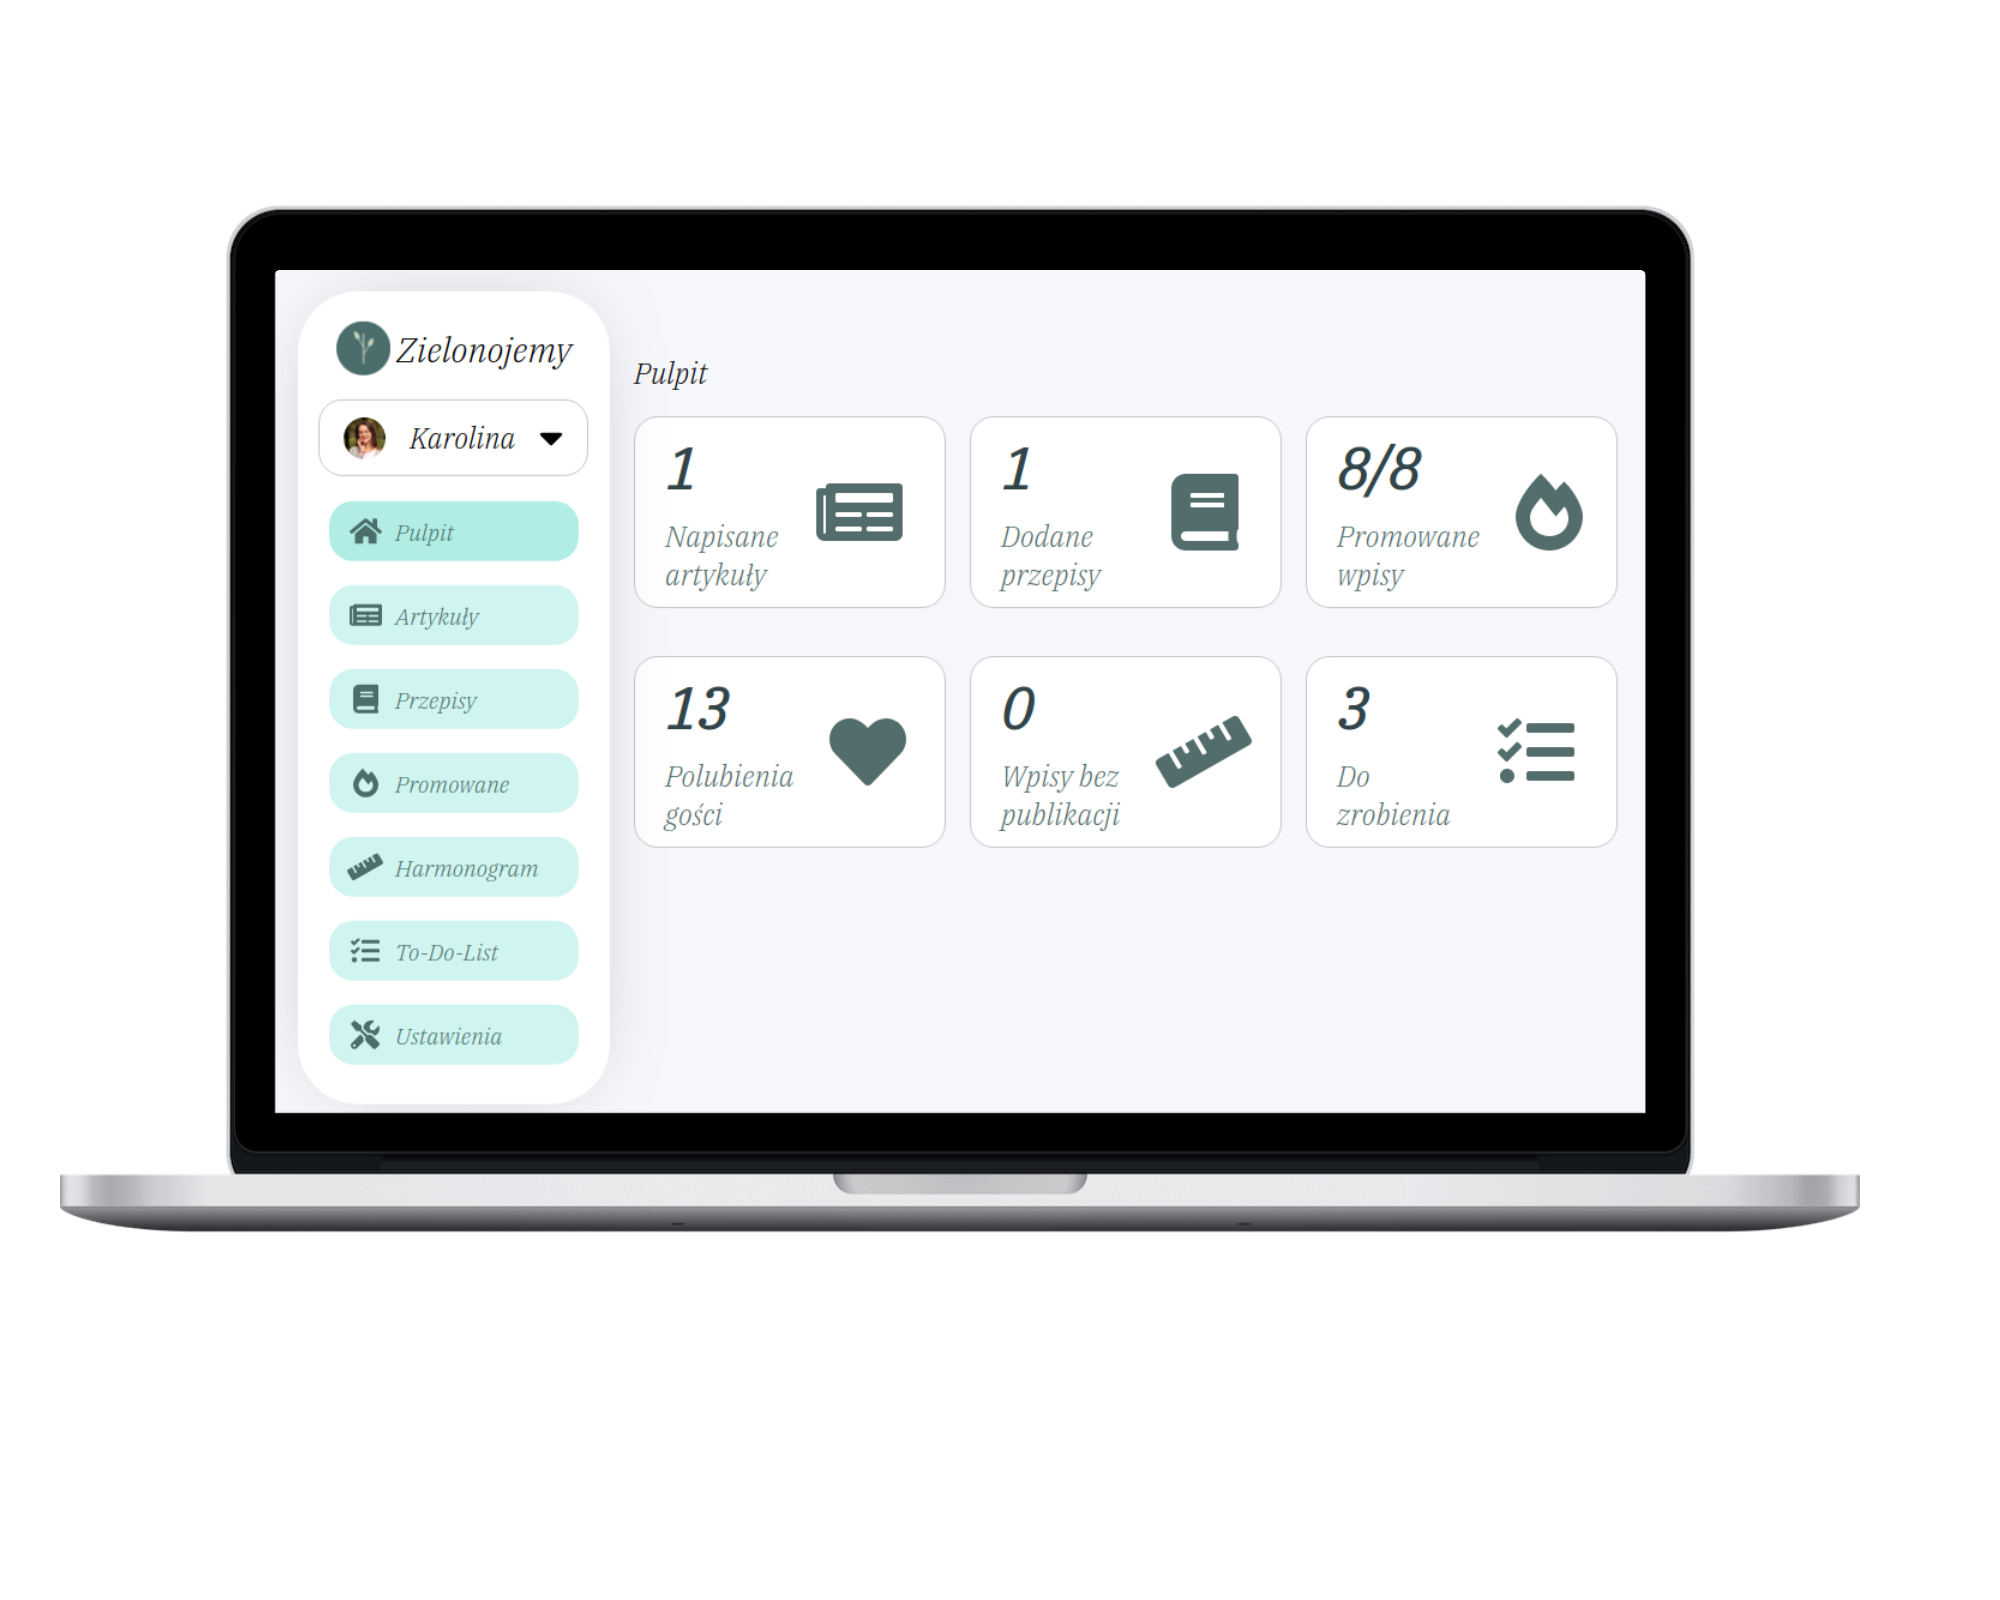 Zielonojemy
Karolina
Pulpit
Artykuły
Przepisy
Promowane
Harmonogram
To-Do-List
Ustawienia
Pulpit
1
Napisane
artykuły
1
Dodane
przepisy
8/8
Promowane
wpisy
13
Polubienia
gości
0
Wpisy bez
publikacji
3
Do
zrobienia